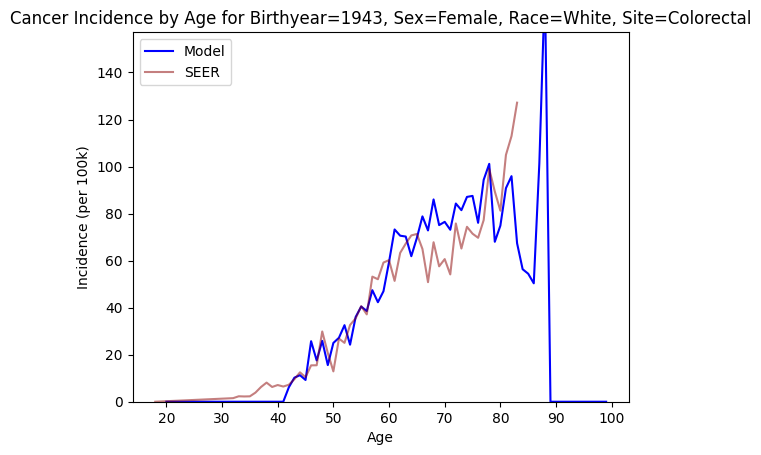 Cancer Incidence by Age for Birthyear=1943, Sex=Female, Race=White, Site=Colorectal
Model
SEER
140
120
100
80
60
40
20
0
Incidence (per 100k)
20 30 40 50 60 70 80 90 100
Age